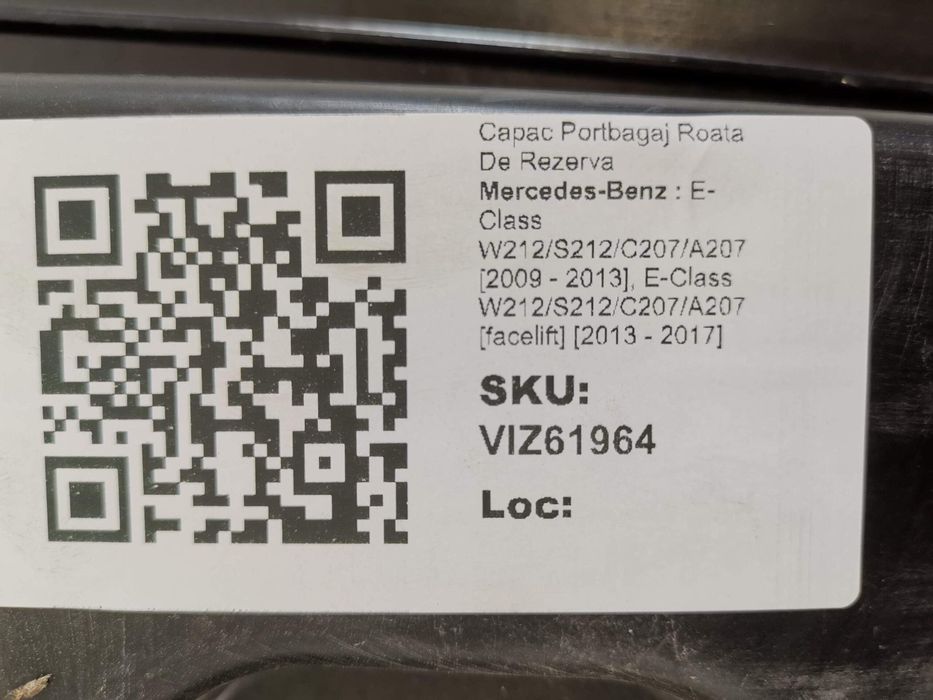 Capac Portbagaj Roata
De Rezerva
Mercedes-Benz : E-
Class
W212/S212/C207/A207
[2009 - 2013], E-Class
W212/S212/C207/A207
[facelift] [2013 - 2017]
SKU:
VIZ61964
Loc: